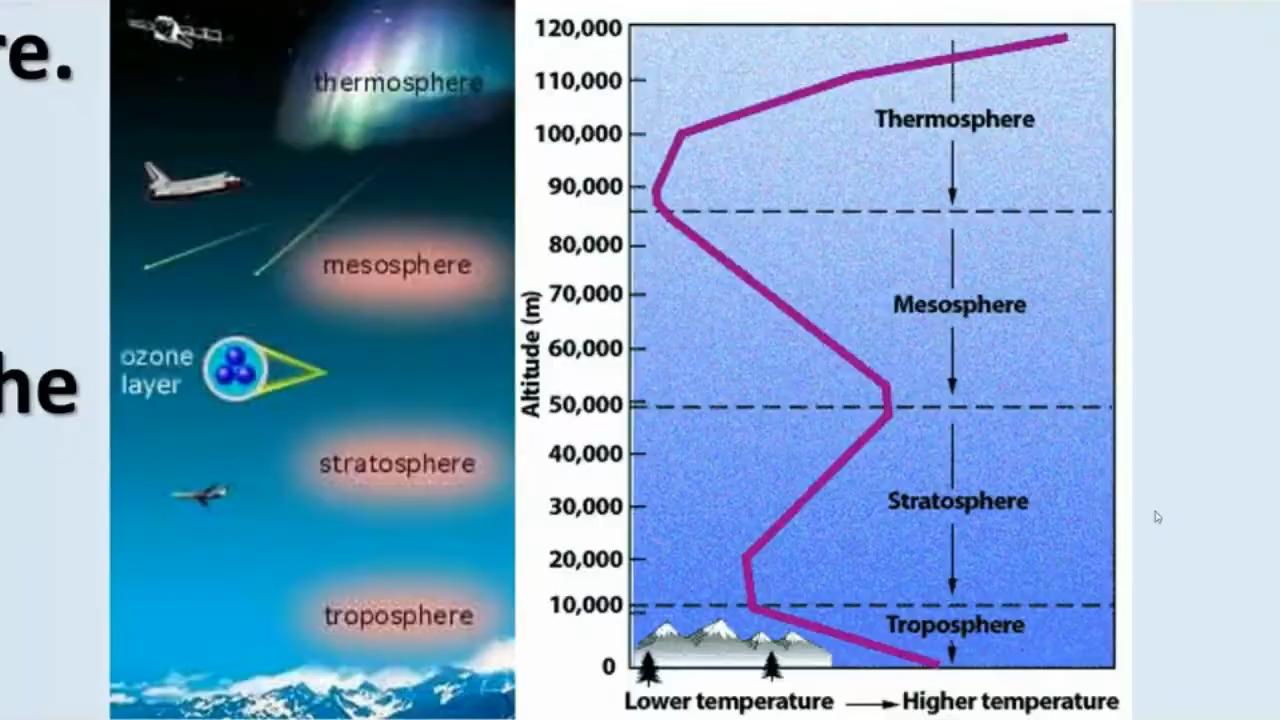 re.
he
thermosphere
mesosphere
ozone
layer
stratosphere
troposphere
Altitude (m)
120,000
110,000
100,000
90,000
80,000
70,000
60,000
50,000
40,000
30,000
20,000
10,000
0
Thermosphere
Mesosphere
Stratosphere
Troposphere
Lower temperature
Higher temperature